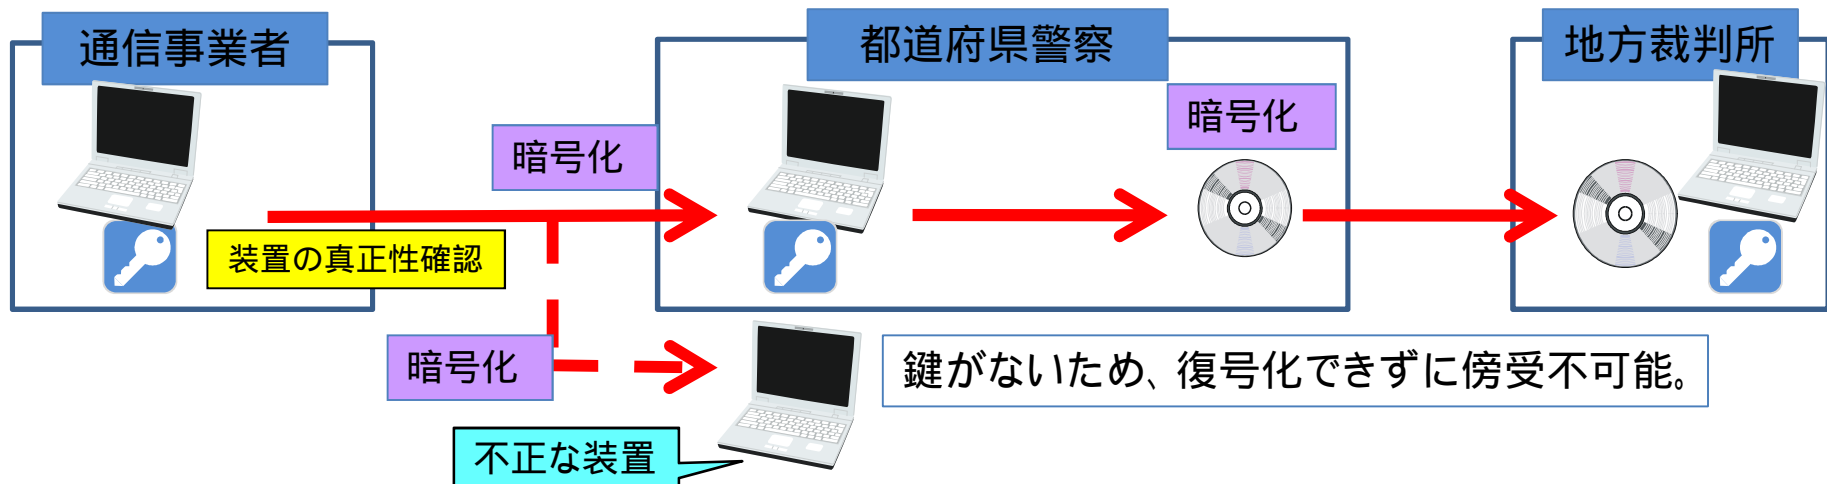 通信事業者
都道府県警察
地方裁判所
暗号化
暗号化
装置の真正性確認
暗号化
鍵がないため、復号化できずに傍受不可能。
不正な装置